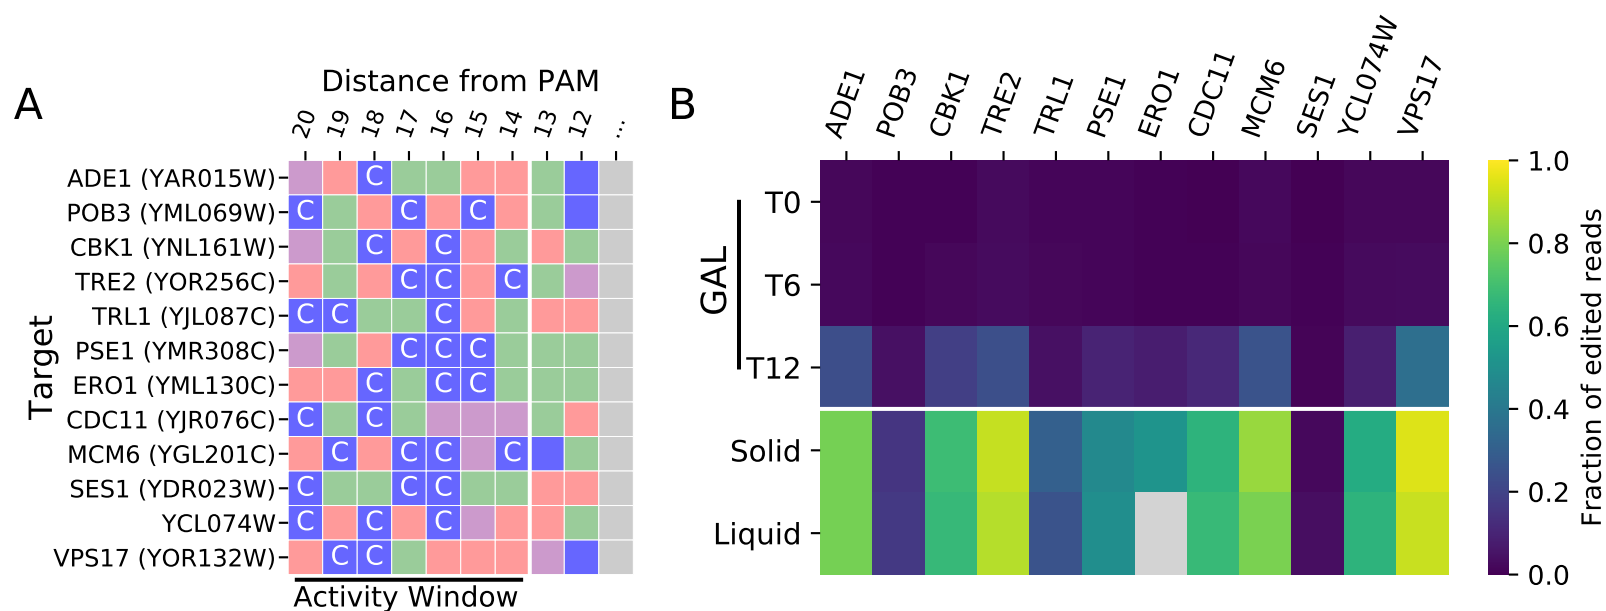 A
Distance from PAM
20 19 18 17 16 15 14 13 12 ...
Target
ADE1 (YAR015W) C
POB3 (YML069W) C C C
CBK1 (YNL161W) C C
TRE2 (YOR256C) C C C
TRL1 (YJL087C) C C C
PSE1 (YMR308C) C C C
ERO1 (YML130C) C C C
CDC11 (YJR076C) C C
MCM6 (YGL201C) C C C C
SES1 (YDR023W) C C C
YCL074W C C C
VPS17 (YOR132W) C C
Activity Window
B
ADE1 POB3 CBK1 TRE2 TRL1 PSE1 ERO1 CDC11 MCM6 SES1 YCL074W VPS17
GAL
T0
T6
T12
Solid
Liquid
1.0
0.8
0.6
0.4
0.2
0.0
Fraction of edited reads